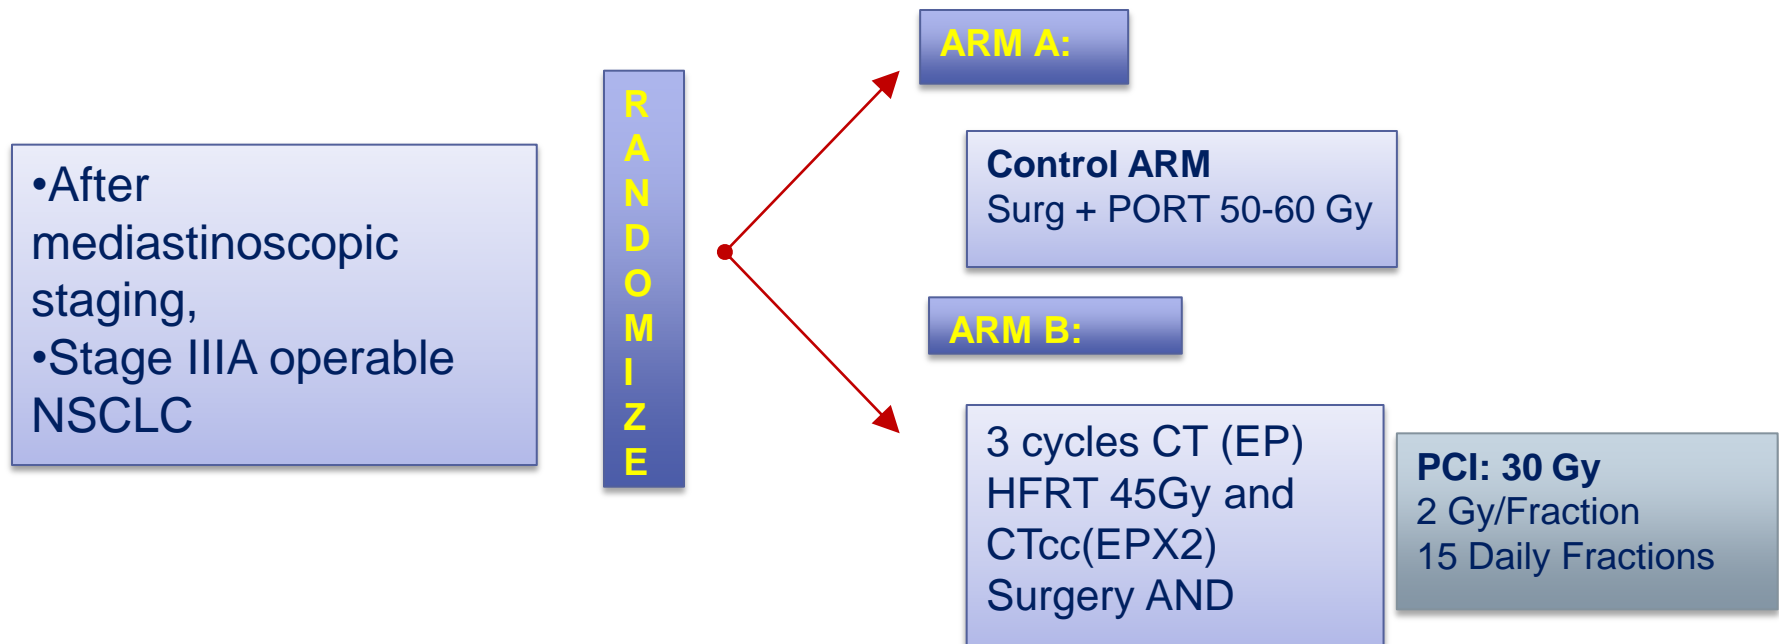 •After
mediastinoscopic
staging,
•Stage IIIA operable
NSCLC
R
A
N
D
O
M
I
Z
E
ARM A:
Control ARM
Surg + PORT 50-60 Gy
ARM B:
3 cycles CT (EP)
HFRT 45Gy and
CTcc(EPX2)
Surgery AND
PCI: 30 Gy
2 Gy/Fraction
15 Daily Fractions